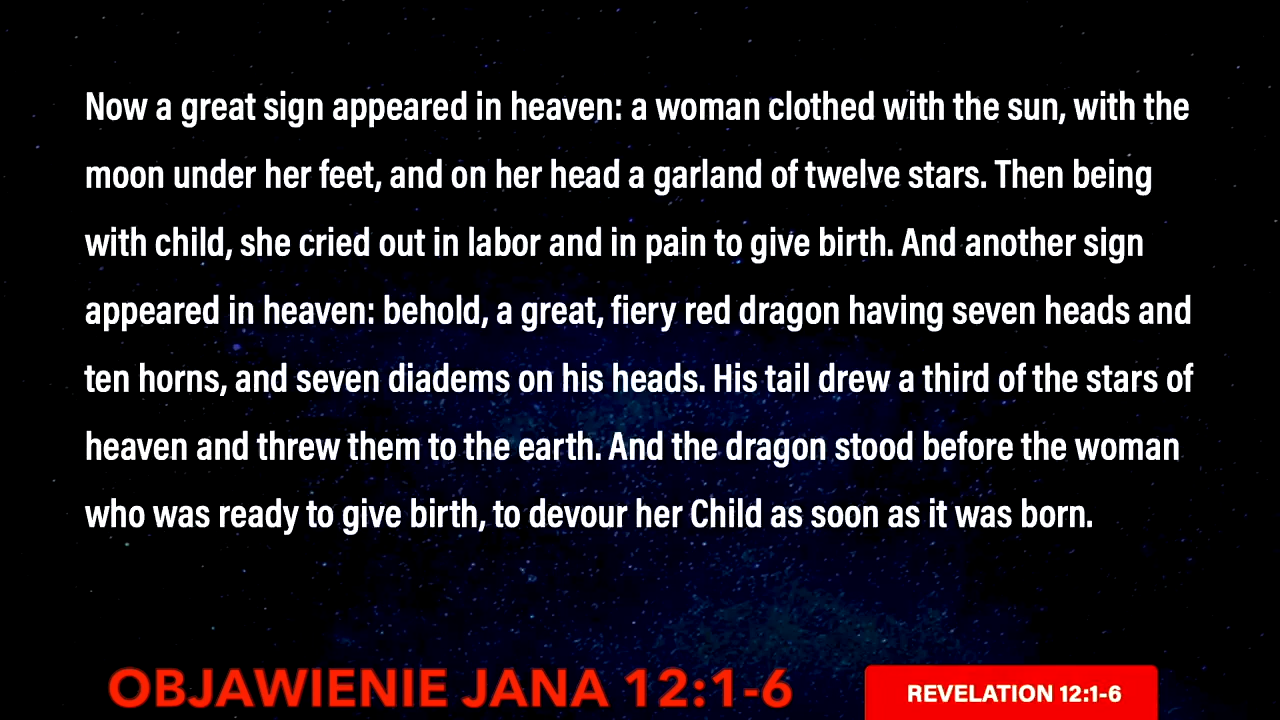 Now a great sign appeared in heaven: a woman clothed with the sun, with the
moon under her feet, and on her head a garland of twelve stars. Then being
with child, she cried out in labor and in pain to give birth. And another sign
appeared in heaven: behold, a great, fiery red dragon having seven heads and
ten horns, and seven diadems on his heads. His tail drew a third of the stars of
heaven and threw them to the earth. And the dragon stood before the woman
who was ready to give birth, to devour her Child as soon as it was born.
OBJAWIENIE JANA 12:1-6
REVELATION 12:1-6